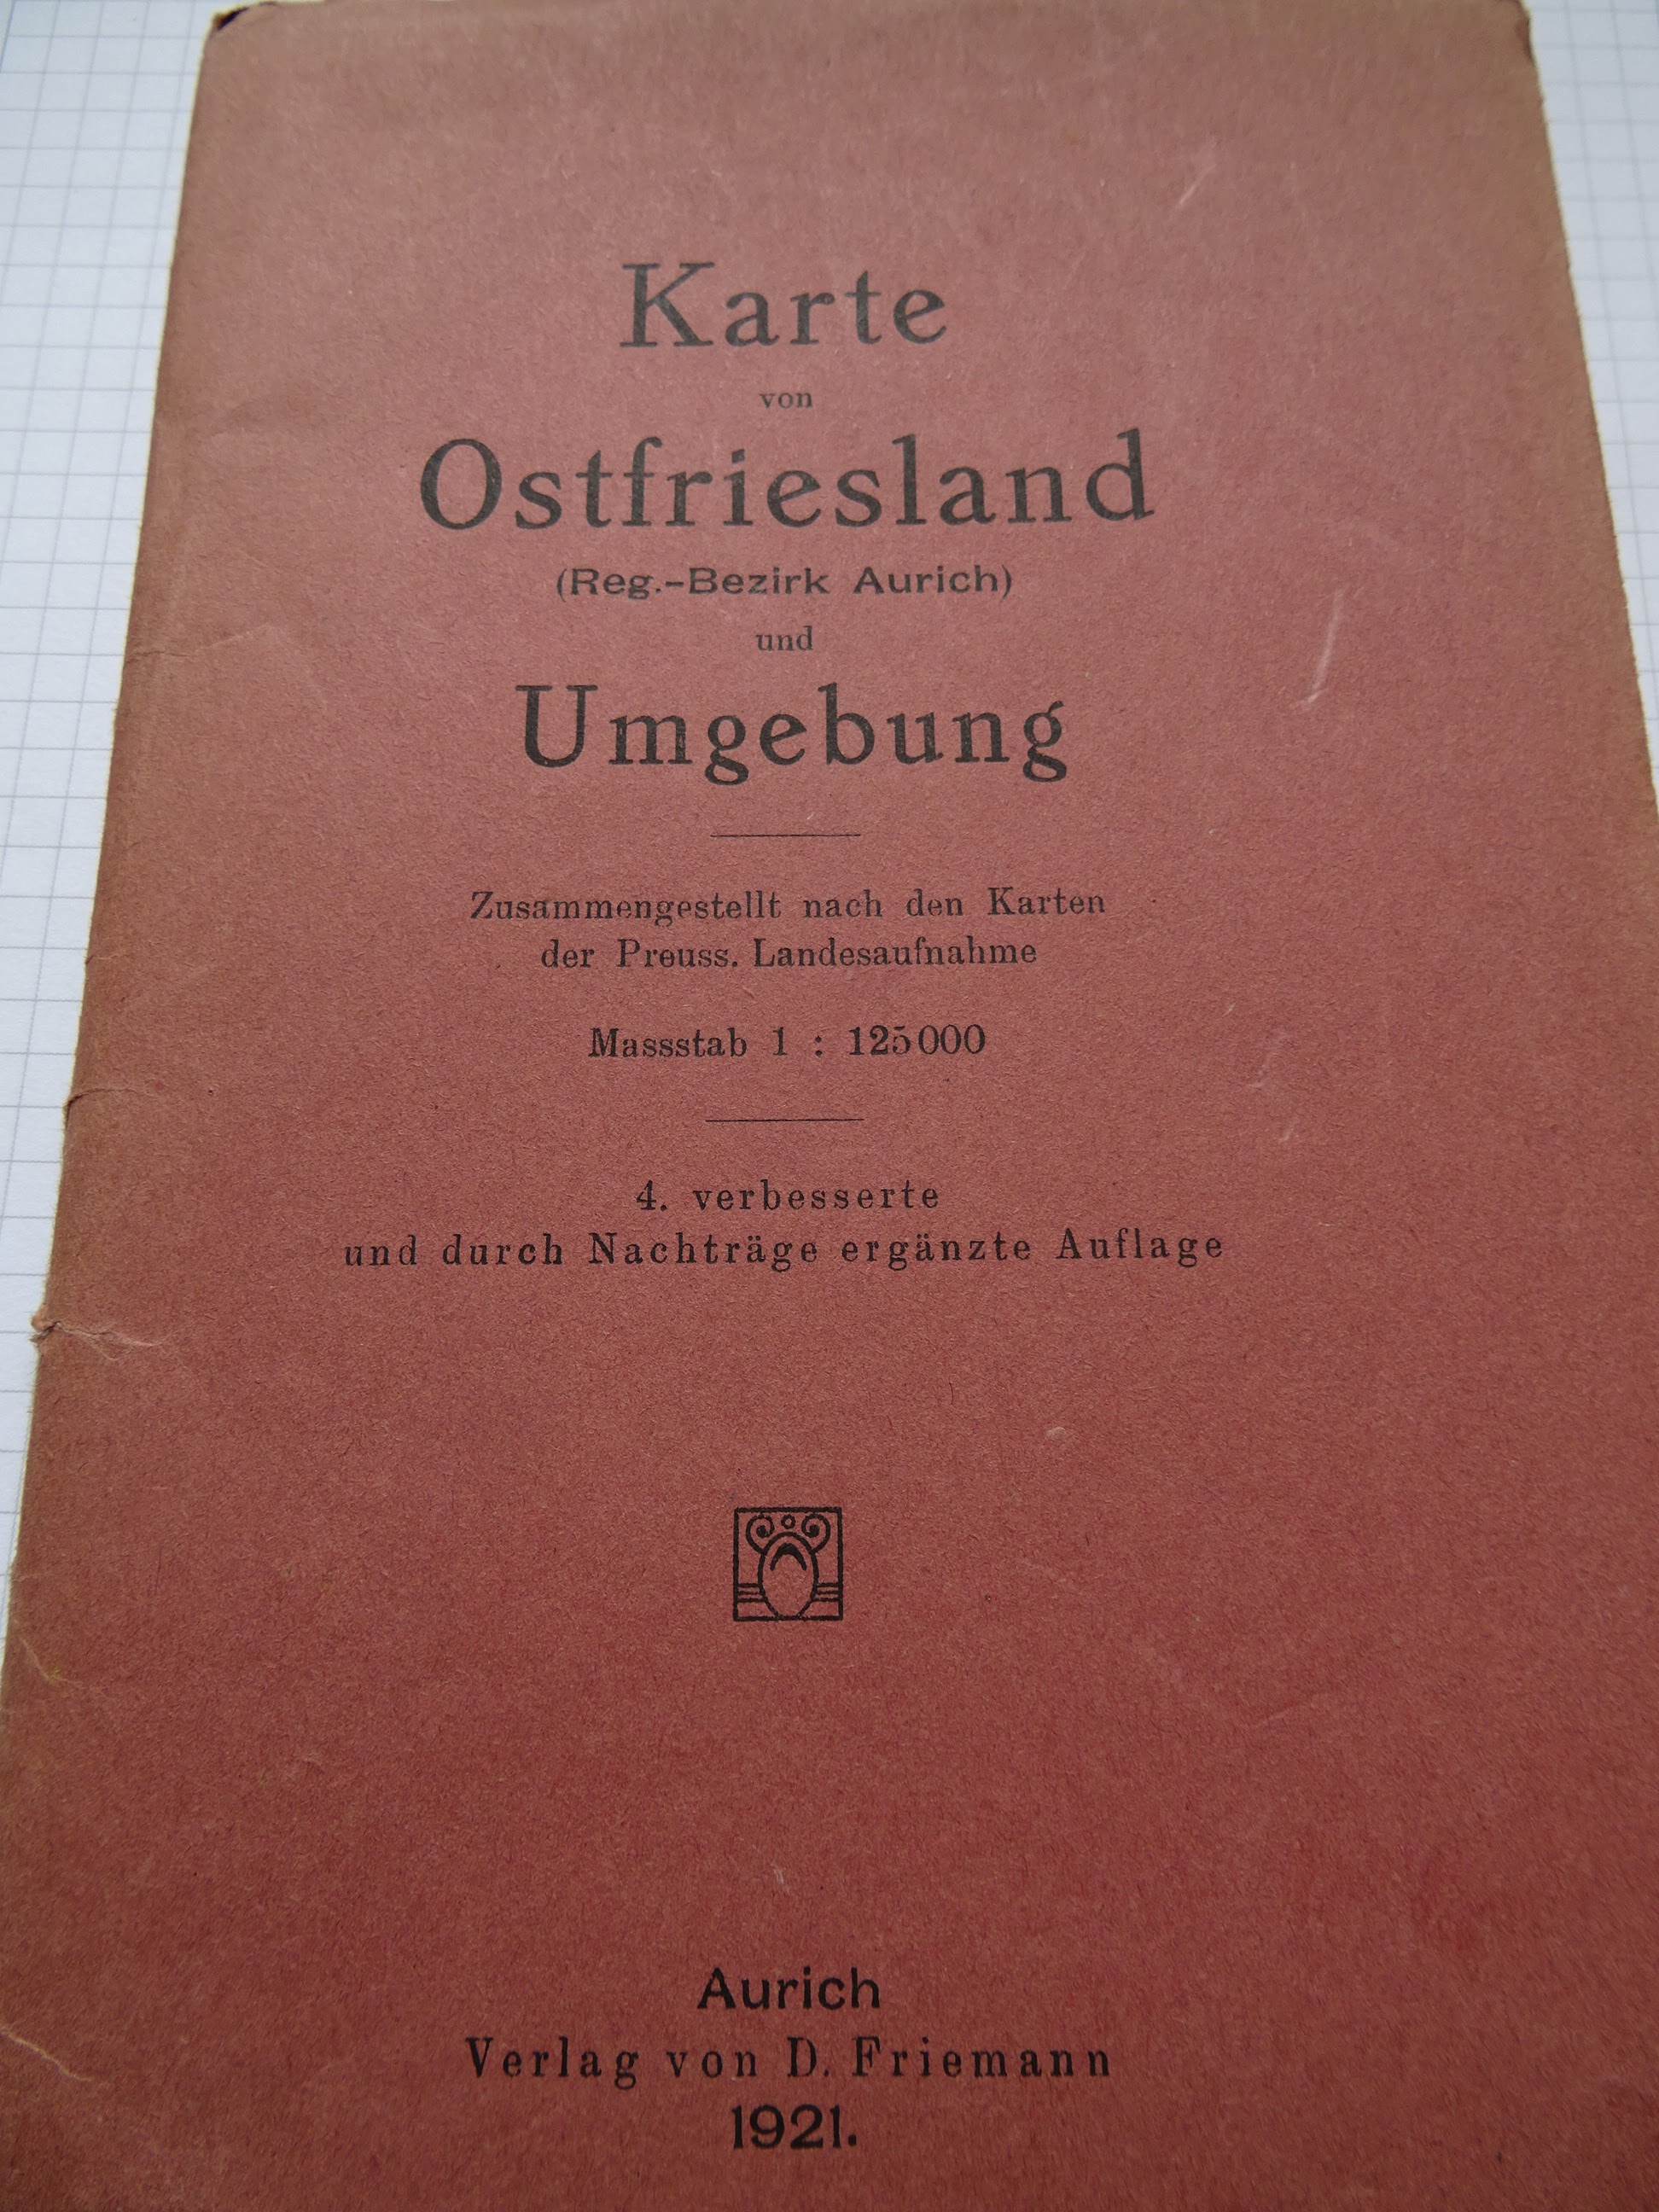 Karte
von
Ostfriesland
(Reg.-Bezirk Aurich)
und
Umgebung
Zusammengestellt nach den Karten
der Preuss. Landesaufnahme
Massstab 1 : 125000
4. verbesserte
und durch Nachträge ergänzte Auflage
Aurich
Verlag von D. Friemann
1921.